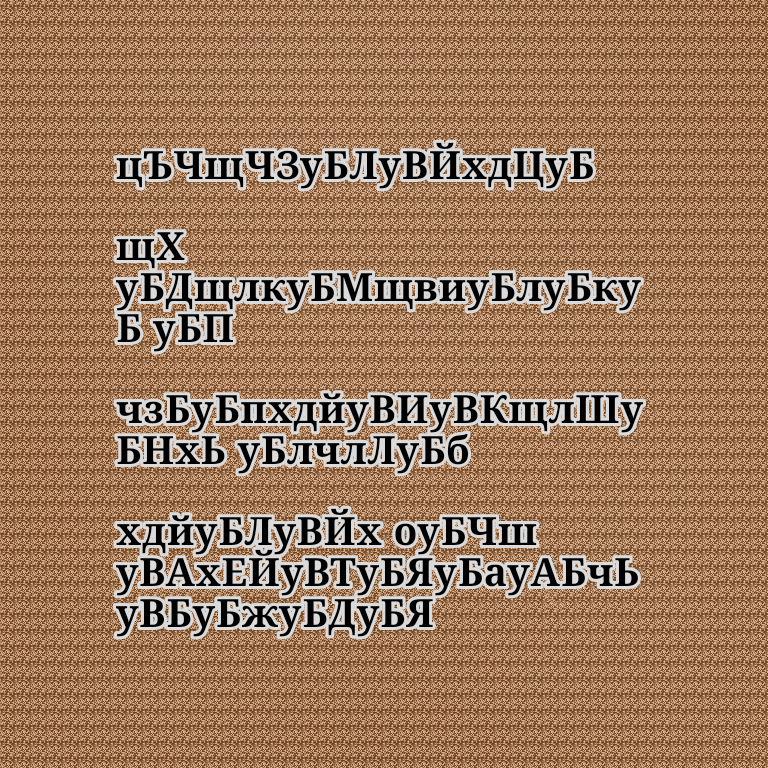 цЪЧщЧЗуБЛуВЙхдЦуБ
щХ
уБДщлкуБМщвиуБлуБку
Б уБП
чзБуБпхдйуВИуВКщлШу
БНхЬ уБлчлЛуБб
хдйуБЛуВЙх оуБЧш
уВАхЕЙуВТуБЯуБауАБчЬ
уВБуБжуБДуБЯ